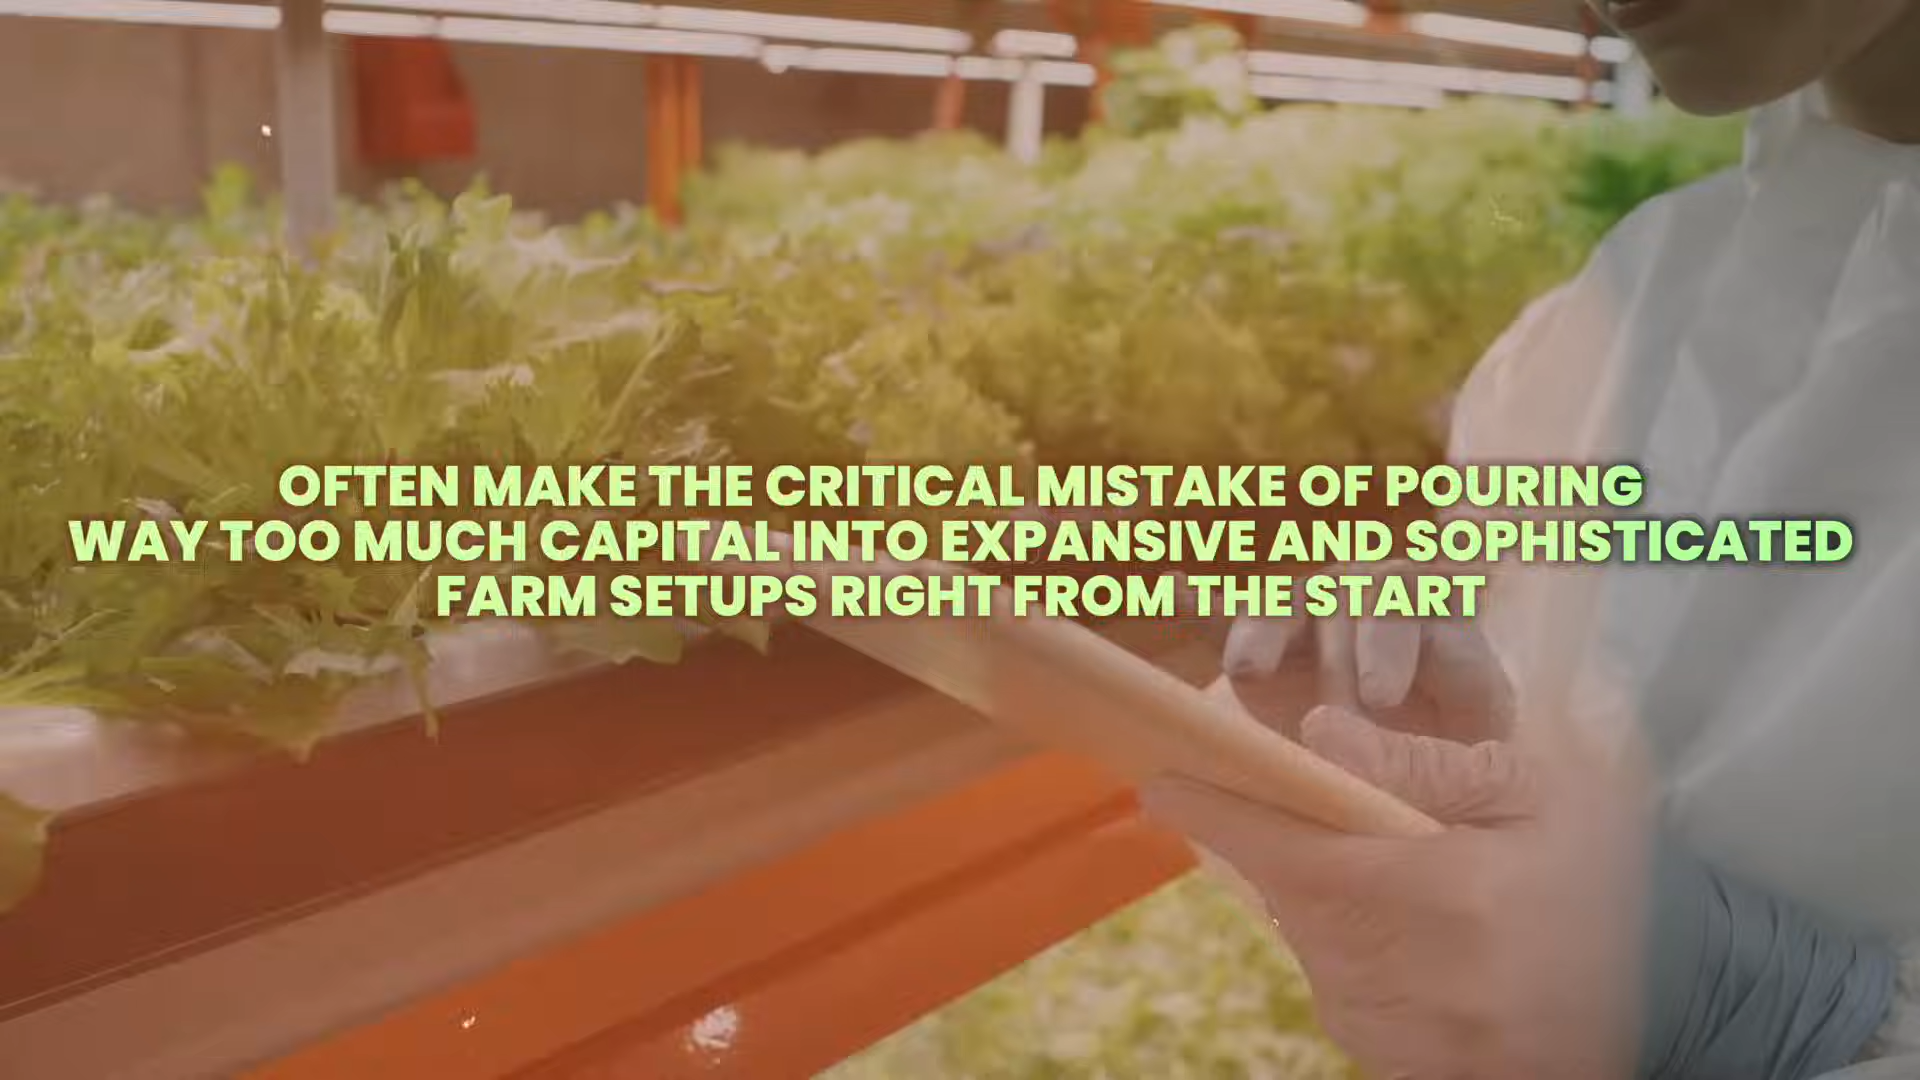 OFTEN MAKE THE CRITICAL MISTAKE OF POURING
WAY TOO MUCH CAPITAL INTO EXPANSIVE AND SOPHISTICATED
FARM SETUPS RIGHT FROM THE START